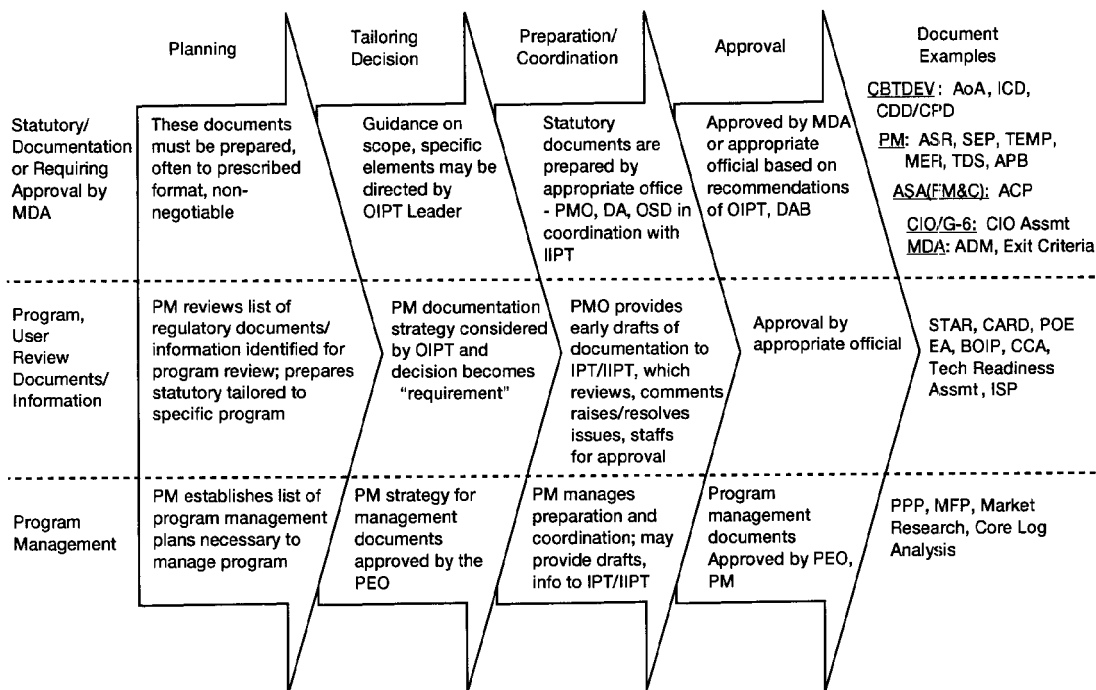 Planning
Tailoring
Decision
Preparation/
Coordination
Approval
Document
Examples
Statutory/
Documentation
or Requiring
Approval by
MDA
These documents
must be prepared,
often to prescribed
format, non-
negotiable
Guidance on
scope, specific
elements may be
directed by
OIPT Leader
Statutory
documents are
prepared by
appropriate office
- PMO, DA, OSD in
coordination with
IIPT
Approved by MDA
or appropriate
official based on
recommendations
of OIPT, DAB
CBTDEV: AoA, ICD,
CDD/CPD
PM: ASR, SEP, TEMP,
MER, TDS, APB
ASA(FM&C): ACP
CIO/G-6: CIO Assmt
MDA: ADM, Exit Criteria
Program,
User
Review
Documents/
Information
PM reviews list of
regulatory documents/
information identified for
program review; prepares
statutory tailored to
specific program
PM documentation
strategy considered
by OIPT and
decision becomes
"requirement"
PMO provides
early drafts of
documentation to
IPT/IIPT, which
reviews, comments
raises/resolves
issues, staffs
for approval
Approval by
appropriate official
STAR, CARD, POE
EA, BOIP, CCA,
Tech Readiness
Assmt, ISP
Program
Management
PM establishes list of
program management
plans necessary to
manage program
PM strategy for
management
documents
approved by the
PEO
PM manages
preparation and
coordination; may
provide drafts,
info to IPT/IIPT
Program
management
documents
Approved by PEO,
PM
PPP, MFP, Market
Research, Core Log
Analysis